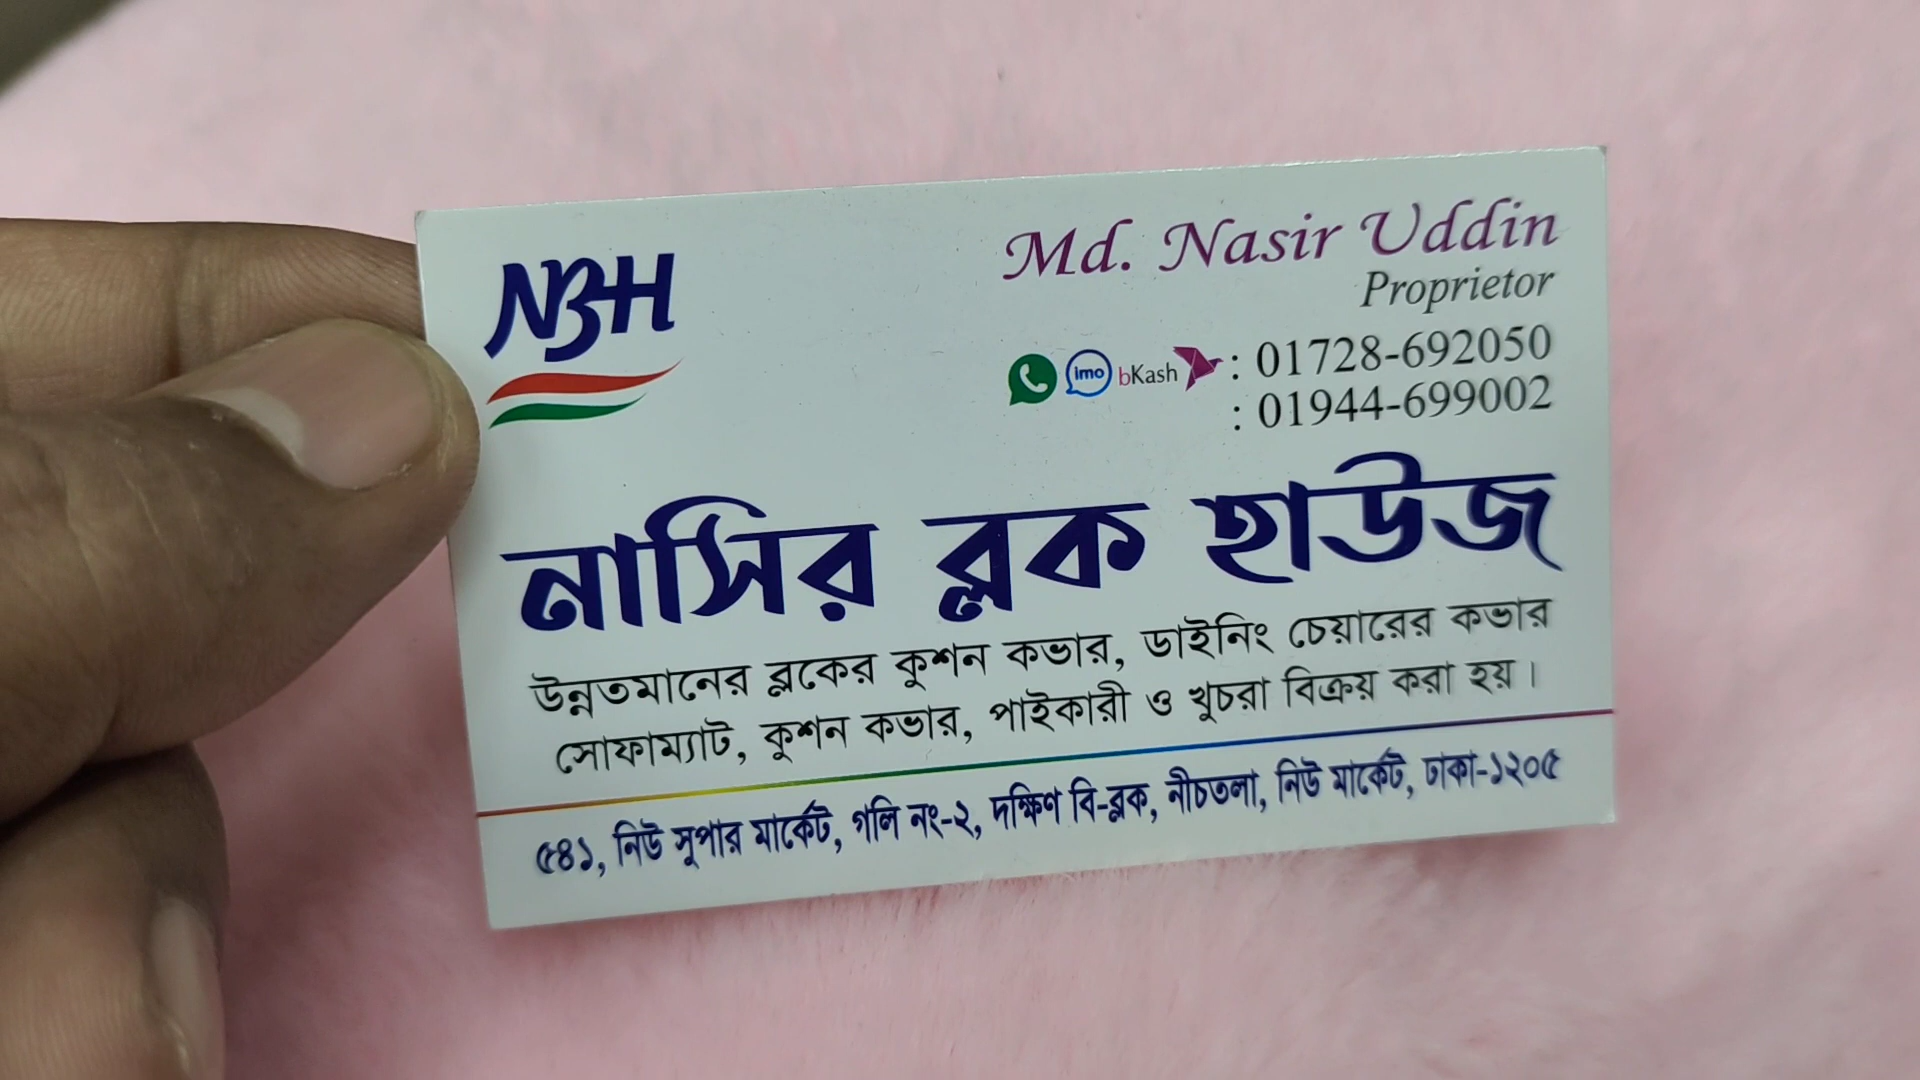 NBH
Md. Nasir Uddin
Proprietor
imo bKash : 01728-692050
: 01944-699002
নাসির ব্লক হাউজ
উন্নতমানের ব্লকের কুশন কভার, ডাইনিং চেয়ারের কভার
সোফাম্যাট, কুশন কভার, পাইকারী ও খুচরা বিক্রয় করা হয়।
৫৪১, নিউ সুপার মার্কেট, গলি নং-২, দক্ষিণ বি-ব্লক, নীচতলা, নিউ মার্কেট, ঢাকা-১২০৫